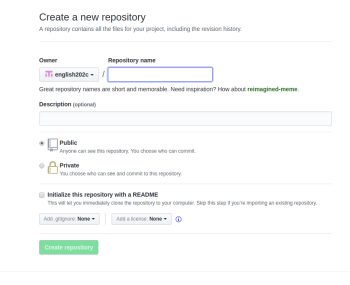 Create a new repository
A repository contains all the files for your project, including the revision history.
Owner Repository name
english202c /
Great repository names are short and memorable. Need inspiration? How about reimagined-meme.
Description (optional)
Public
Anyone can see this repository. You choose who can commit.
Private
You choose who can see and commit to this repository.
Initialize this repository with a README
This will let you immediately clone the repository to your computer. Skip this step if you're importing an existing repository.
Add .gitignore: None Add a license: None
Create repository